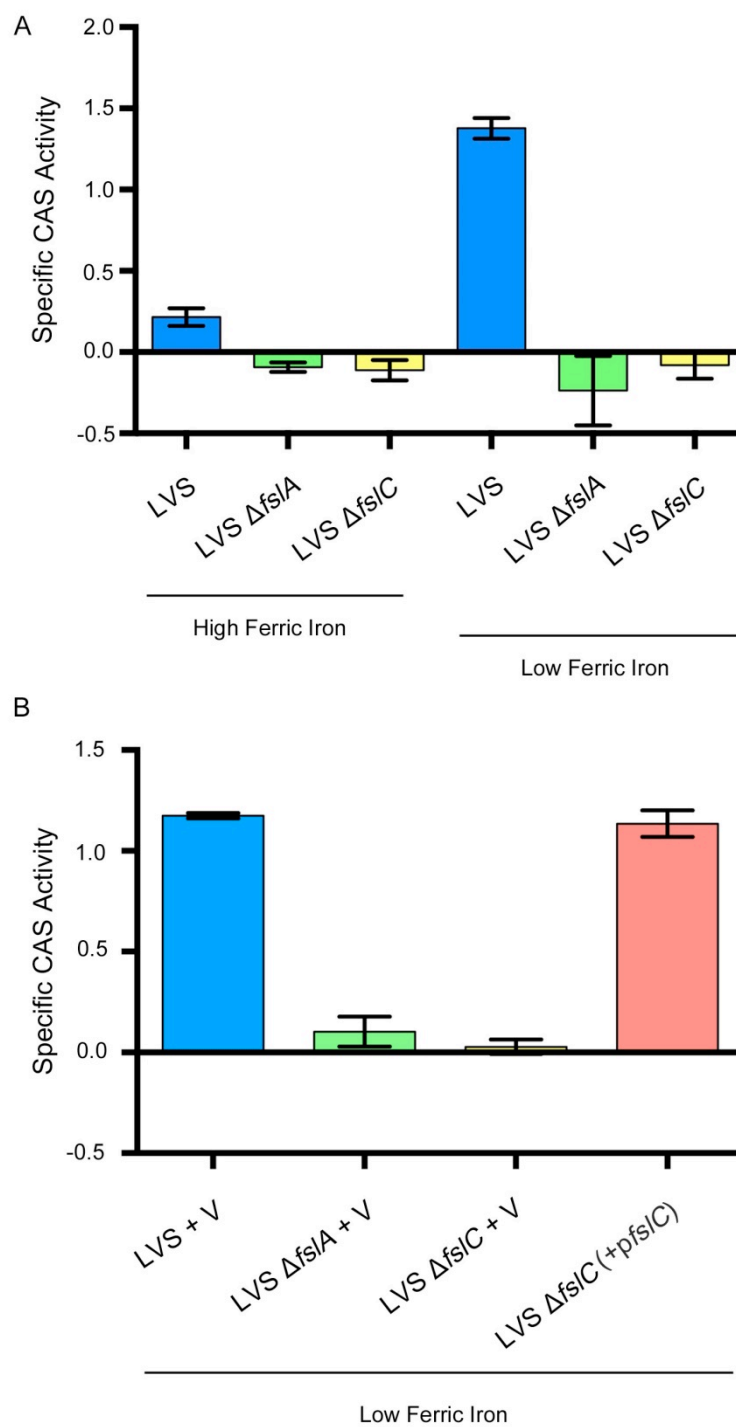 A
Specific CAS Activity
2.0
1.5
1.0
0.5
0.0
-0.5
LVS
LVS ΔfslA
LVS ΔfslC
LVS
LVS ΔfslA
LVS ΔfslC
High Ferric Iron
Low Ferric Iron
B
Specific CAS Activity
1.5
1.0
0.5
0.0
-0.5
LVS + V
LVS ΔfslA + V
LVS ΔfslC + V
LVS ΔfslC (+pfslC)
Low Ferric Iron